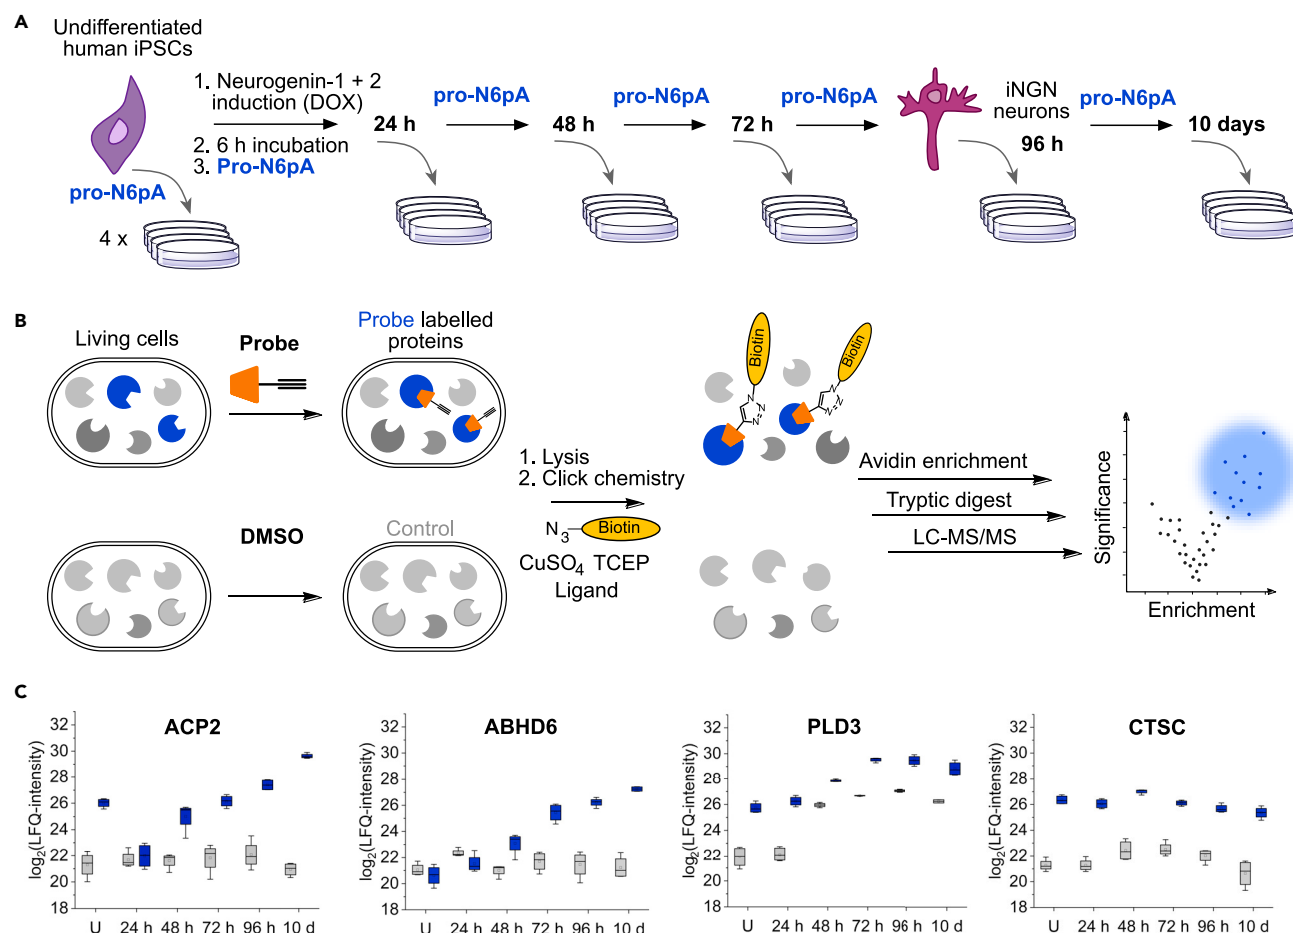 A
Undifferentiated
human iPSCs
pro-N6pA
4 x
1. Neurogenin-1 + 2
induction (DOX)
2. 6 h incubation
3. Pro-N6pA
24 h
pro-N6pA
48 h
pro-N6pA
72 h
pro-N6pA
iNGN
neurons
96 h
pro-N6pA
10 days
B
Living cells
Probe
Probe labelled
proteins
DMSO
Control
1. Lysis
2. Click chemistry
N3 Biotin
CuSO4 TCEP
Ligand
Biotin
N
N
N
Biotin
N
N
N
Avidin enrichment
Tryptic digest
LC-MS/MS
Significance
Enrichment
C
ACP2
log2(LFQ-intensity)
32
30
28
26
24
22
20
18
U 24 h 48 h 72 h 96 h 10 d
ABHD6
log2(LFQ-intensity)
32
30
28
26
24
22
20
18
U 24 h 48 h 72 h 96 h 10 d
PLD3
log2(LFQ-intensity)
32
30
28
26
24
22
20
18
U 24 h 48 h 72 h 96 h 10 d
CTSC
log2(LFQ-intensity)
32
30
28
26
24
22
20
18
U 24 h 48 h 72 h 96 h 10 d